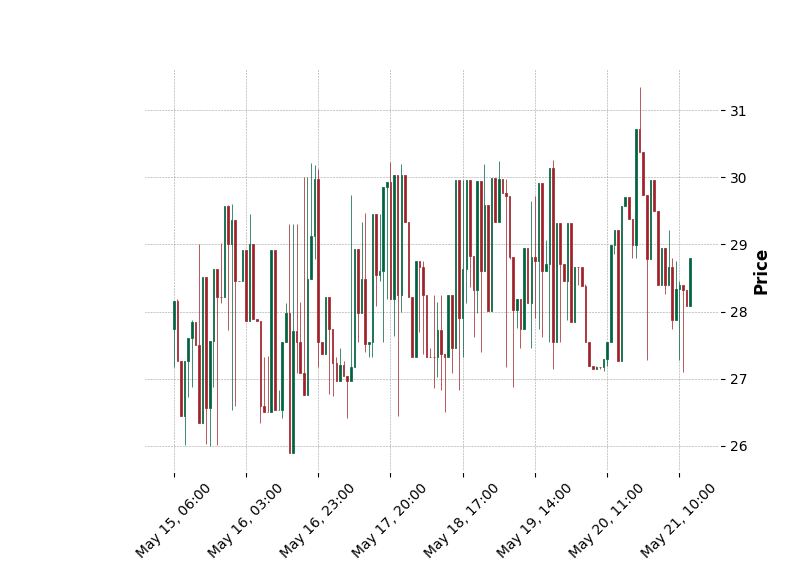 31
30
29
28
27
26
Price
May 15, 06:00
May 16, 03:00
May 16, 23:00
May 17, 20:00
May 18, 17:00
May 19, 14:00
May 20, 11:00
May 21, 10:00